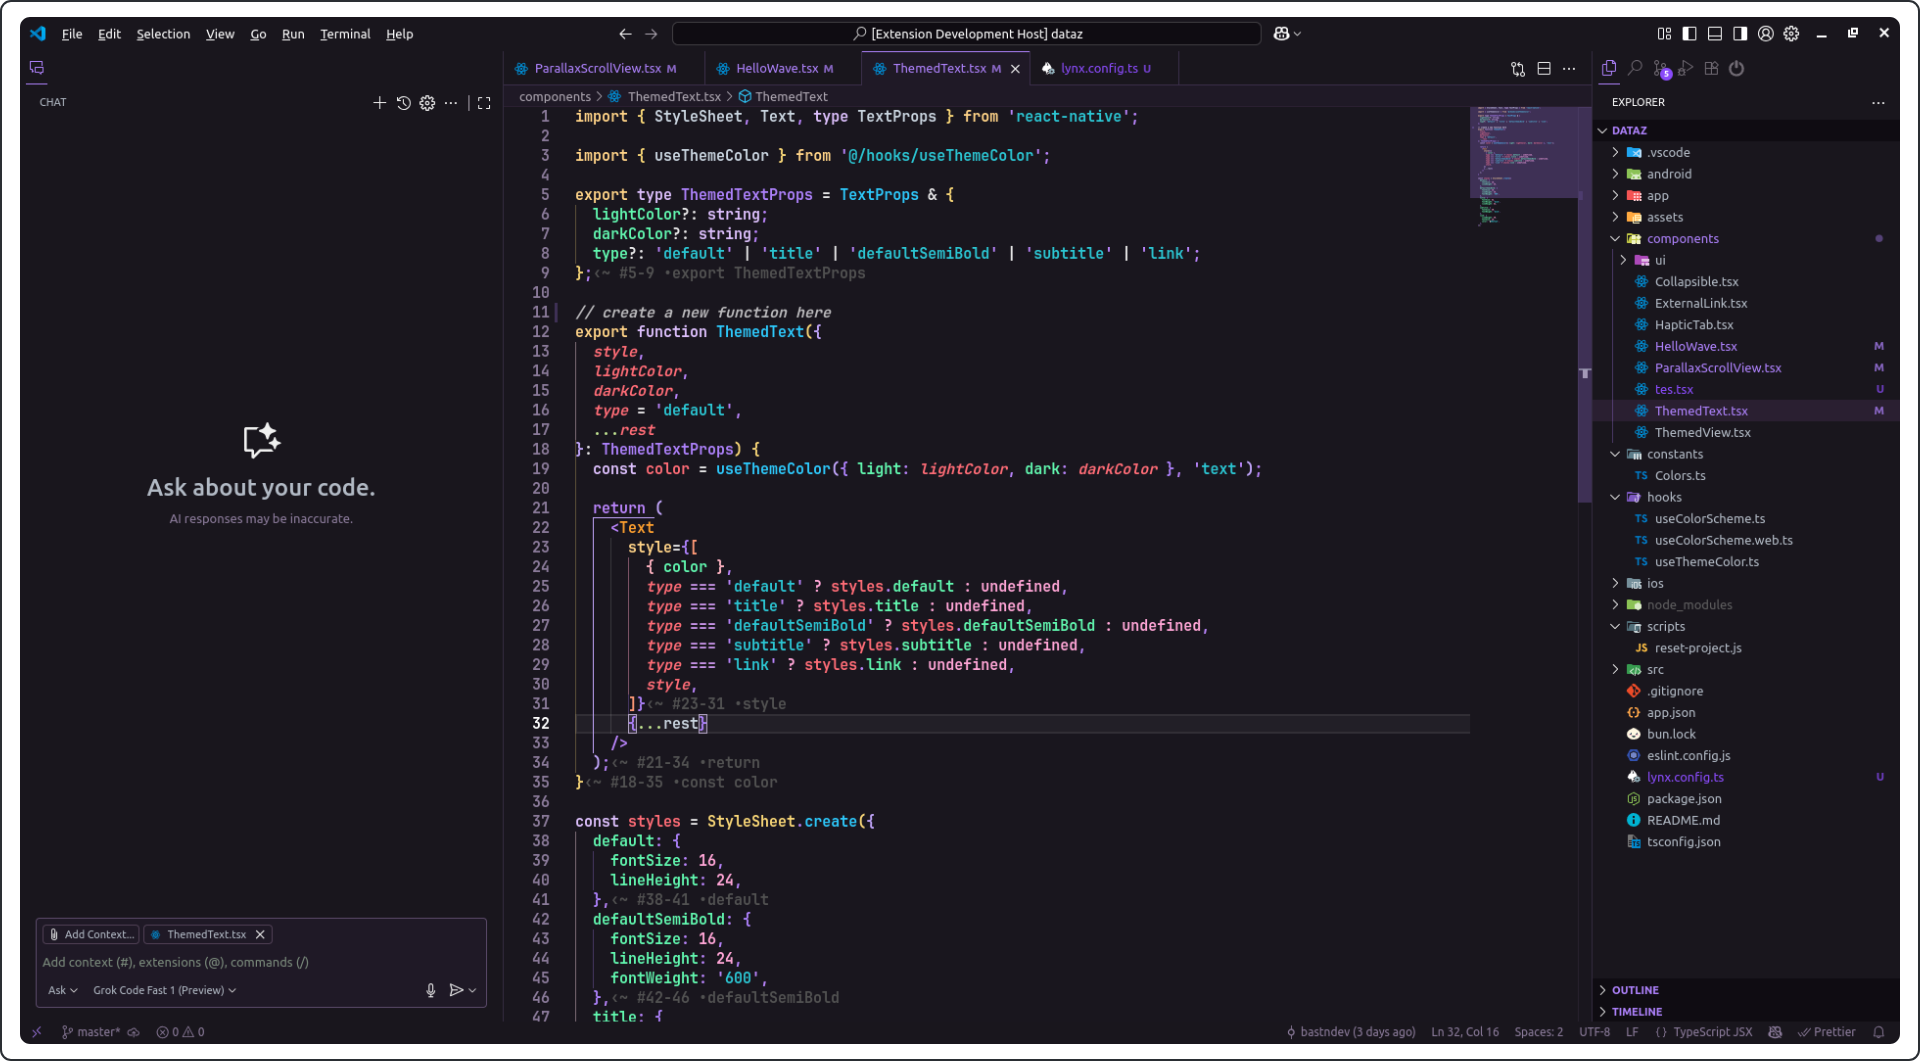 File Edit Selection View Go Run Terminal Help
[Extension Development Host] dataz
CHAT
Ask about your code.
AI responses may be inaccurate.
Add Context...
ThemedText.tsx
Add context (#), extensions (@), commands (/)
Ask
Grok Code Fast 1 (Preview)
ParallaxScrollView.tsx M
HelloWave.tsx M
ThemedText.tsx M
lynx.config.ts U
components > ThemedText.tsx > ThemedText
1 import { StyleSheet, Text, type TextProps } from 'react-native';
2
3 import { useThemeColor } from '@/hooks/useThemeColor';
4
5 export type ThemedTextProps = TextProps & {
6 lightColor?: string;
7 darkColor?: string;
8 type?: 'default' | 'title' | 'defaultSemiBold' | 'subtitle' | 'link';
9 };‹~ #5-9 •export ThemedTextProps
10
11 // create a new function here
12 export function ThemedText({
13 style,
14 lightColor,
15 darkColor,
16 type = 'default',
17 ...rest
18 }: ThemedTextProps) {
19 const color = useThemeColor({ light: lightColor, dark: darkColor }, 'text');
20
21 return (
22 <Text
23 style={[
24 { color },
25 type === 'default' ? styles.default : undefined,
26 type === 'title' ? styles.title : undefined,
27 type === 'defaultSemiBold' ? styles.defaultSemiBold : undefined,
28 type === 'subtitle' ? styles.subtitle : undefined,
29 type === 'link' ? styles.link : undefined,
30 style,
31 ]}‹~ #23-31 •style
32 {...rest}
33 />
34 );‹~ #21-34 •return
35 }‹~ #18-35 •const color
36
37 const styles = StyleSheet.create({
38 default: {
39 fontSize: 16,
40 lineHeight: 24,
41 },‹~ #38-41 •default
42 defaultSemiBold: {
43 fontSize: 16,
44 lineHeight: 24,
45 fontWeight: '600',
46 },‹~ #42-46 •defaultSemiBold
47 title: {
5
EXPLORER
DATAZ
.vscode
android
app
assets
components
ui
Collapsible.tsx
ExternalLink.tsx
HapticTab.tsx
HelloWave.tsx M
ParallaxScrollView.tsx M
tes.tsx U
ThemedText.tsx M
ThemedView.tsx
constants
TS Colors.ts
hooks
TS useColorScheme.ts
TS useColorScheme.web.ts
TS useThemeColor.ts
ios
node_modules
scripts
JS reset-project.js
src
.gitignore
app.json
bun.lock
eslint.config.js
lynx.config.ts U
package.json
README.md
tsconfig.json
OUTLINE
TIMELINE
master* 0 0
bastndev (3 days ago) Ln 32, Col 16 Spaces: 2 UTF-8 LF { } TypeScript JSX Prettier